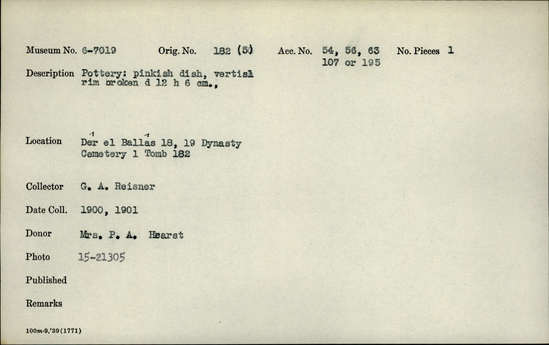 Museum No. 6-7019 Orig. No. 182 (5) Acc. No. 54, 56, 63 No. Pieces 1
107 or 195
Description Pottery: pinkish dish, vertisl
rim broken d 12 h 6 cm.,
Location Der el Ballas 18, 19 Dynasty
Cemetery 1 Tomb 182
Collector G. A. Reisner
Date Coll. 1900, 1901
Donor Mrs. P. A. Hearst
Photo 15-21305
Published
Remarks
100m-9,'39(1771)